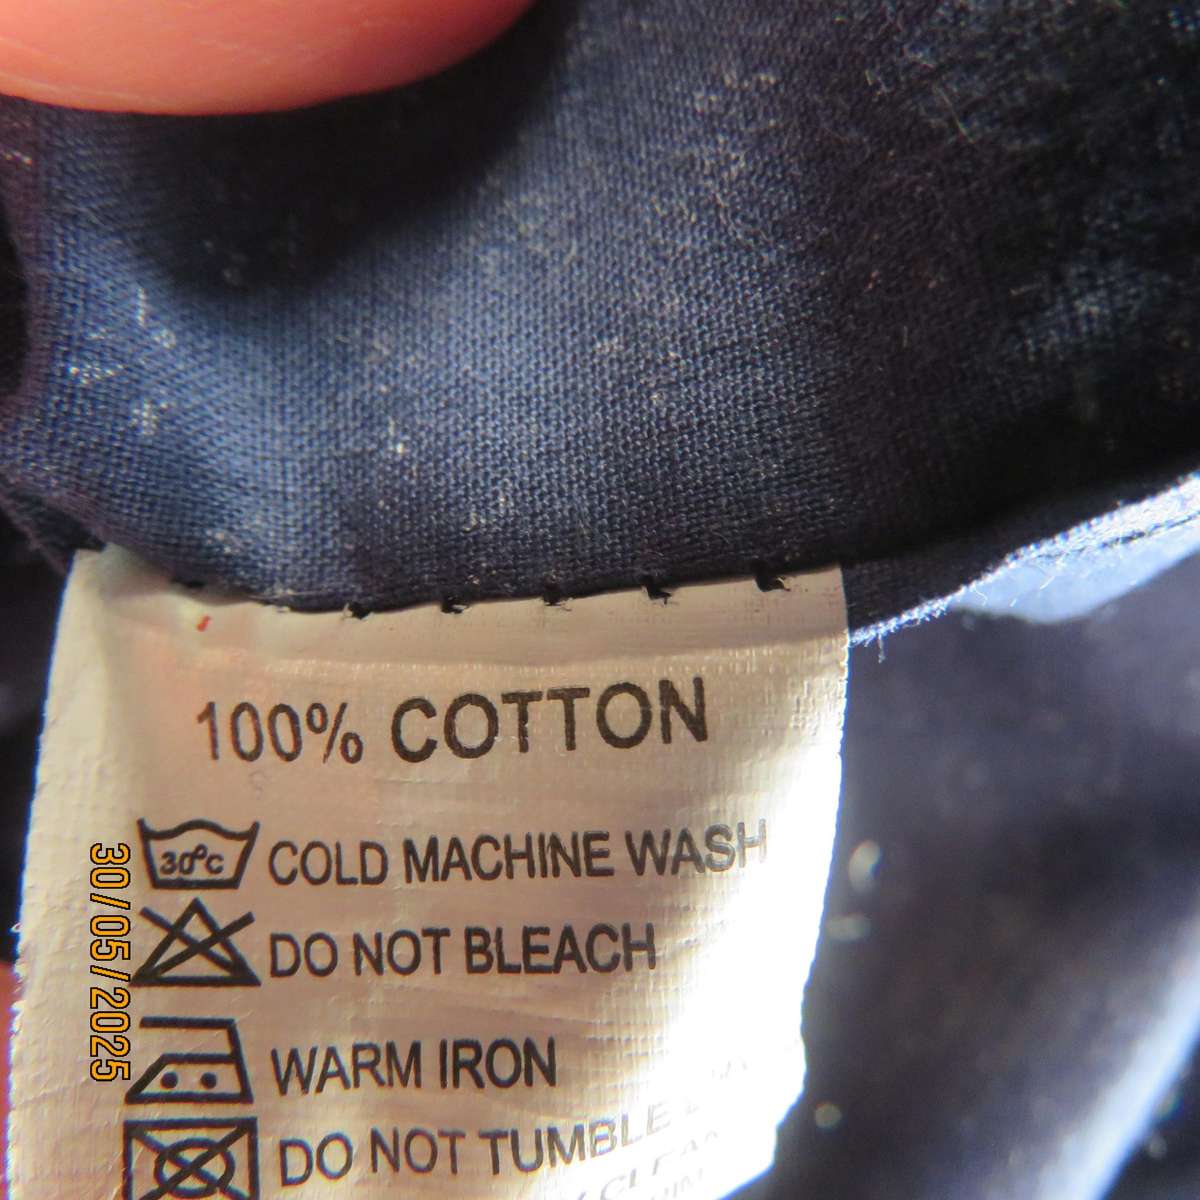 100% COTTON
30°C COLD MACHINE WASH
DO NOT BLEACH
WARM IRON
DO NOT TUMBLE
30/05/2025